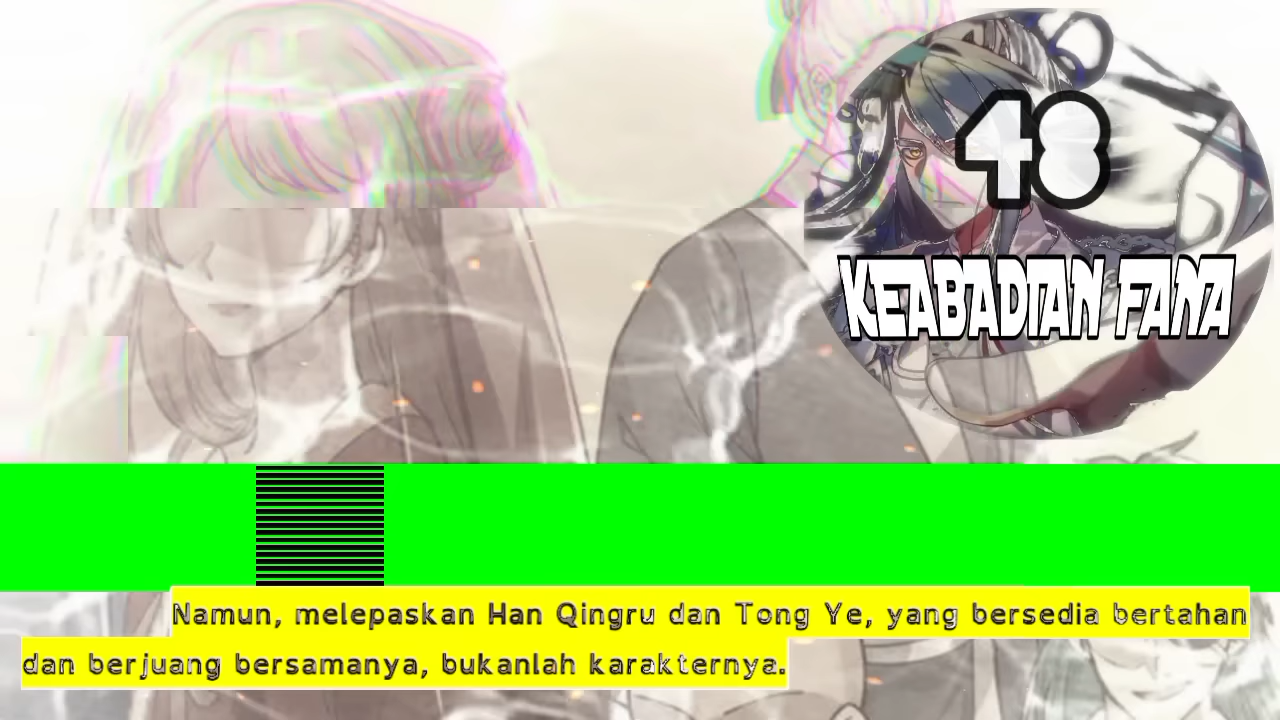 48
KEABADIAN FANA
Namun, melepaskan Han Qingru dan Tong Ye, yang bersedia bertahan
dan berjuang bersamanya, bukanlah karakternya.